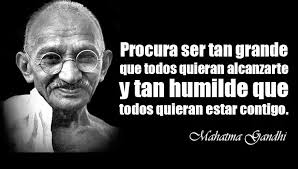 Procura ser tan grande
que todos quieran alcanzarte
y tan humilde que
todos quieran estar contigo.
Mahatma Gandhi